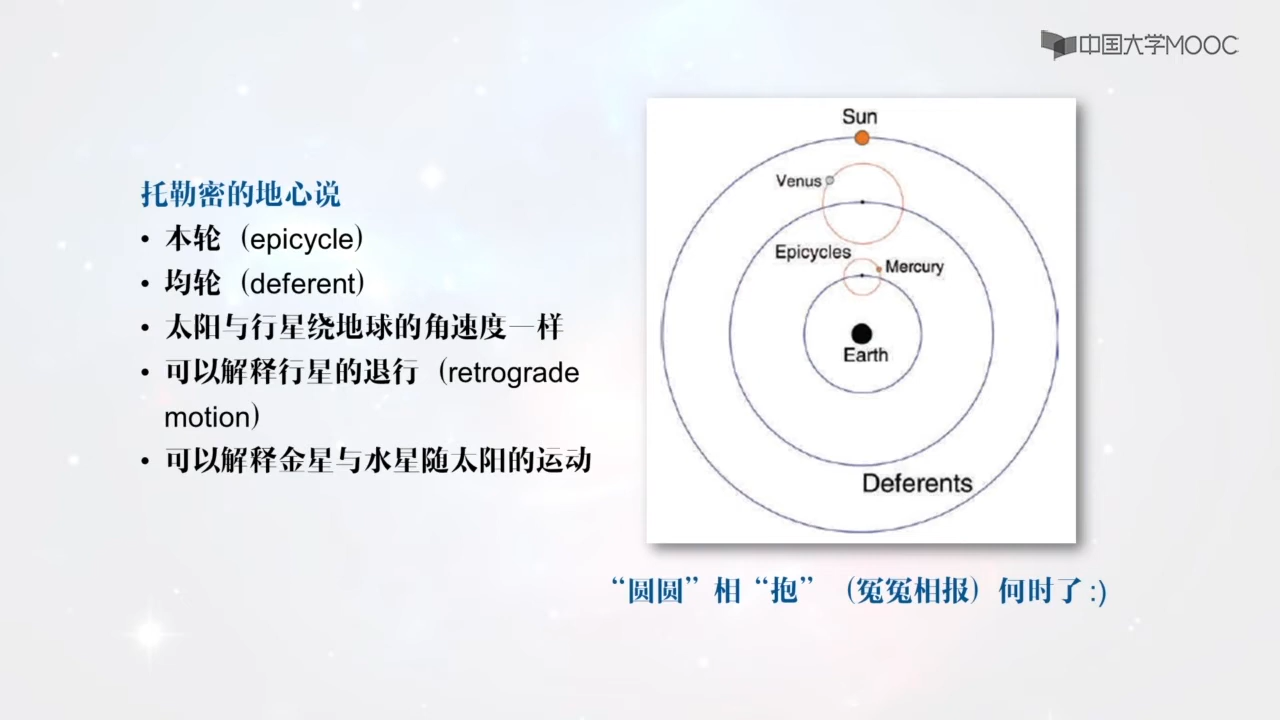 中国大学MOOC
托勒密的地心说
• 本轮（epicycle）
• 均轮（deferent）
• 太阳与行星绕地球的角速度一样
• 可以解释行星的退行（retrograde
motion）
• 可以解释金星与水星随太阳的运动
Sun
Venus
Epicycles
Mercury
Earth
Deferents
“圆圆”相“抱”（冤冤相报）何时了 :)